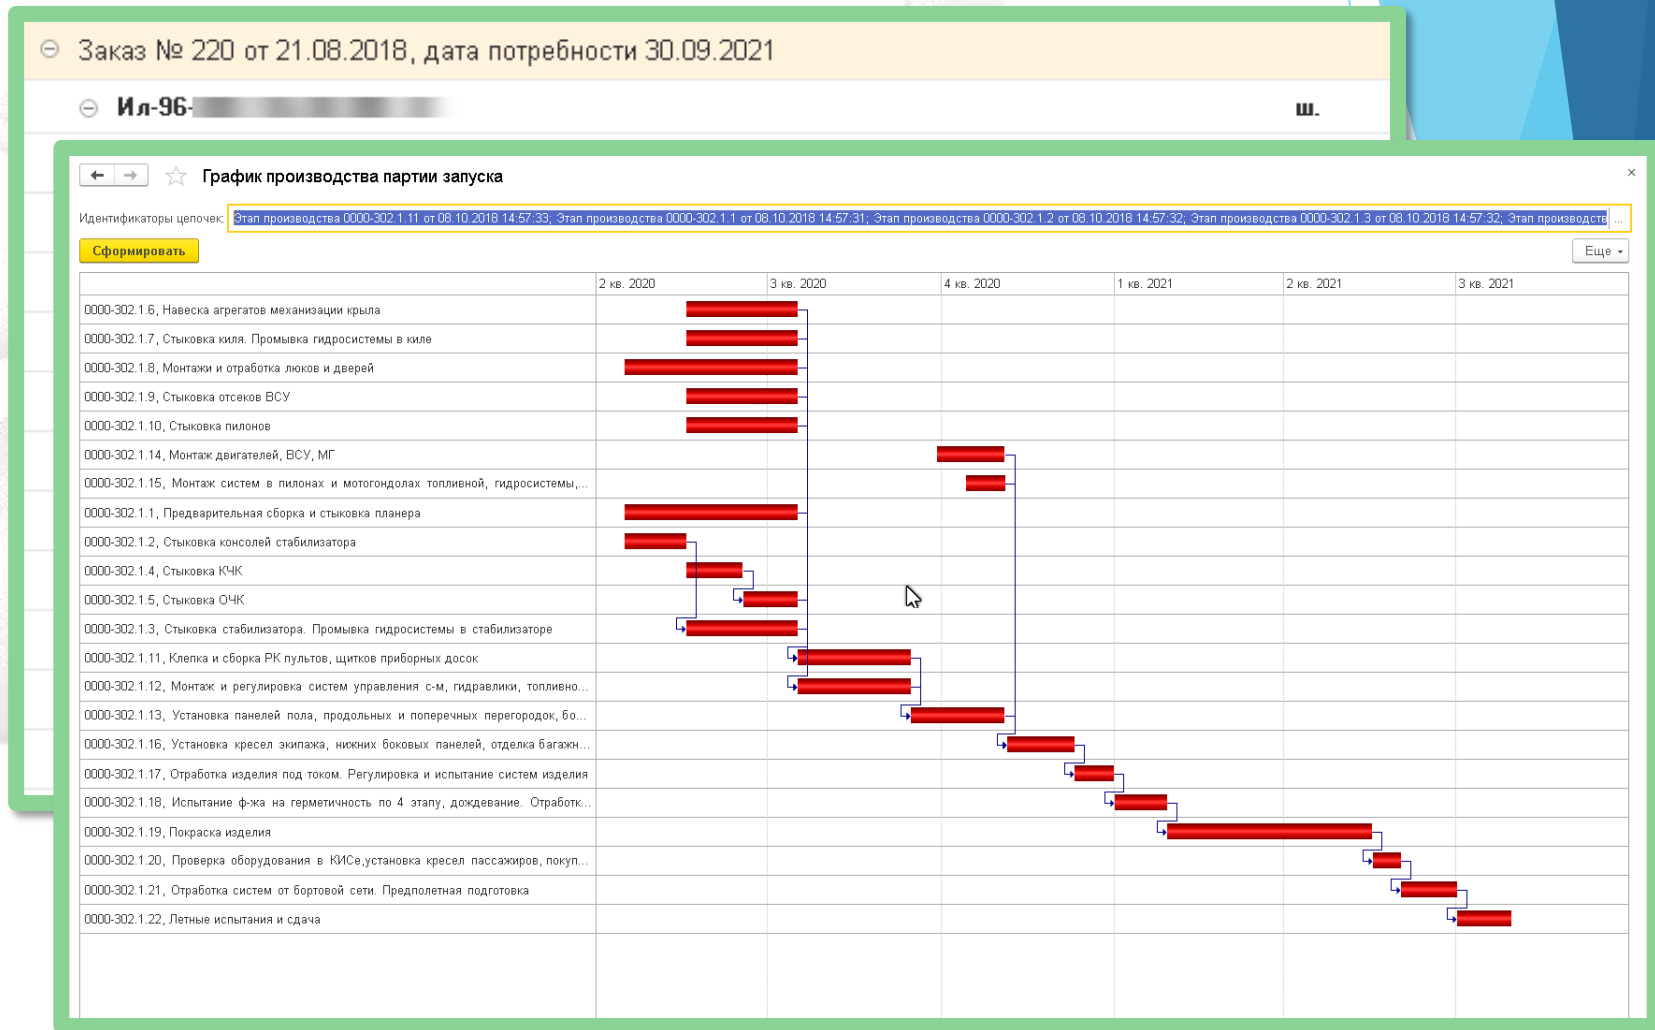 Заказ № 220 от 21.08.2018, дата потребности 30.09.2021
Ил-96-
ш.
График производства партии запуска
×
Идентификаторы цепочек: Этап производства 0000-302.1.11 от 08.10.2018 14:57:33; Этап производства 0000-302.1.1 от 08.10.2018 14:57:31; Этап производства 0000-302.1.2 от 08.10.2018 14:57:32; Этап производства 0000-302.1.3 от 08.10.2018 14:57:32; Этап производств ...
Сформировать
Еще
2 кв. 2020 3 кв. 2020 4 кв. 2020 1 кв. 2021 2 кв. 2021 3 кв. 2021
0000-302.1.6, Навеска агрегатов механизации крыла
0000-302.1.7, Стыковка киля. Промывка гидросистемы в киле
0000-302.1.8, Монтажи и отработка люков и дверей
0000-302.1.9, Стыковка отсеков ВСУ
0000-302.1.10, Стыковка пилонов
0000-302.1.14, Монтаж двигателей, ВСУ, МГ
0000-302.1.15, Монтаж систем в пилонах и мотогондолах топливной, гидросистемы,...
0000-302.1.1, Предварительная сборка и стыковка планера
0000-302.1.2, Стыковка консолей стабилизатора
0000-302.1.4, Стыковка КЧК
0000-302.1.5, Стыковка ОЧК
0000-302.1.3, Стыковка стабилизатора. Промывка гидросистемы в стабилизаторе
0000-302.1.11, Клепка и сборка РК пультов, щитков приборных досок
0000-302.1.12, Монтаж и регулировка систем управления с-м, гидравлики, топливно...
0000-302.1.13, Установка панелей пола, продольных и поперечных перегородок, бо...
0000-302.1.16, Установка кресел экипажа, нижних боковых панелей, отделка багажн...
0000-302.1.17, Отработка изделия под током. Регулировка и испытание систем изделия
0000-302.1.18, Испытание ф-жа на герметичность по 4 этапу, дождевание. Отработк...
0000-302.1.19, Покраска изделия
0000-302.1.20, Проверка оборудования в КИСе,установка кресел пассажиров, покуп...
0000-302.1.21, Отработка систем от бортовой сети. Предполетная подготовка
0000-302.1.22, Летные испытания и сдача